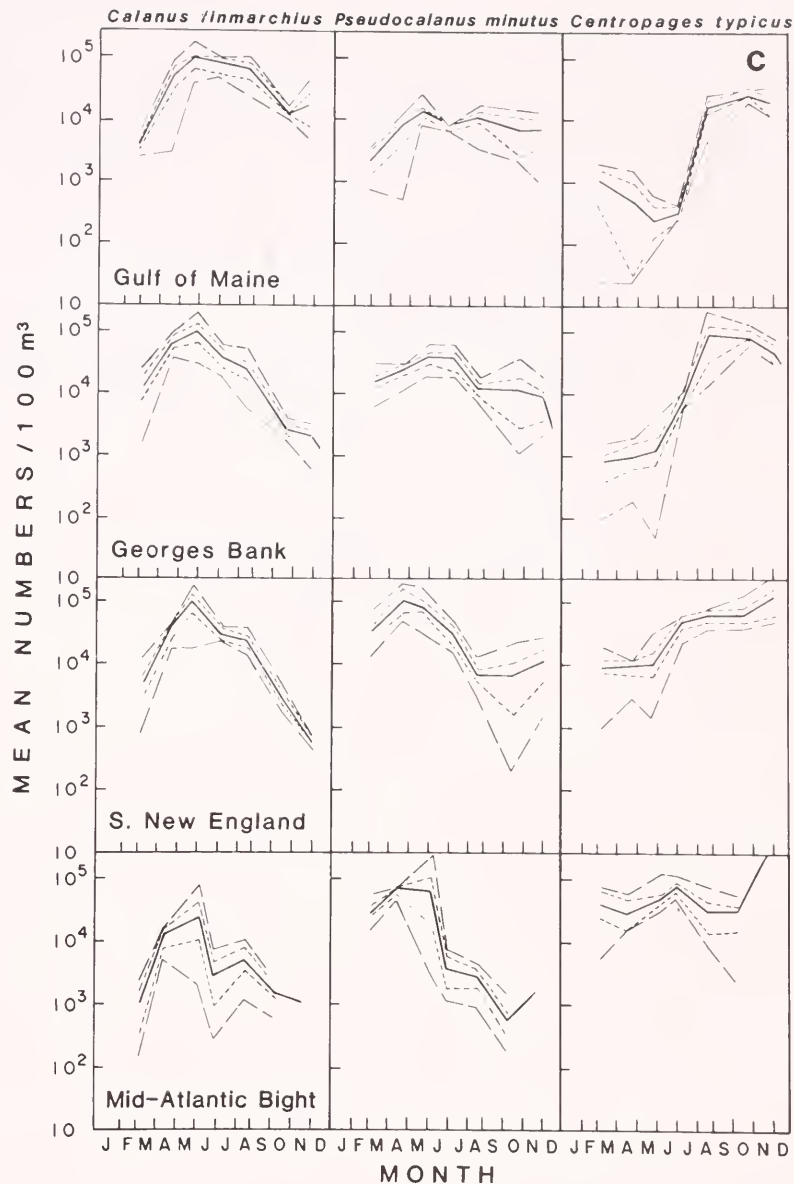 Calanus finmarchius Pseudocalanus minutus Centropages typicus
C
10⁵
10⁴
10³
10²
10
Gulf of Maine
10⁵
10⁴
10³
10²
10
Georges Bank
10⁵
10⁴
10³
10²
10
S. New England
10⁵
10⁴
10³
10²
10
Mid-Atlantic Bight
MEAN NUMBERS/100 m³
J F M A M J J A S O N D J F M A M J J A S O N D J F M A M J J A S O N D
MONTH